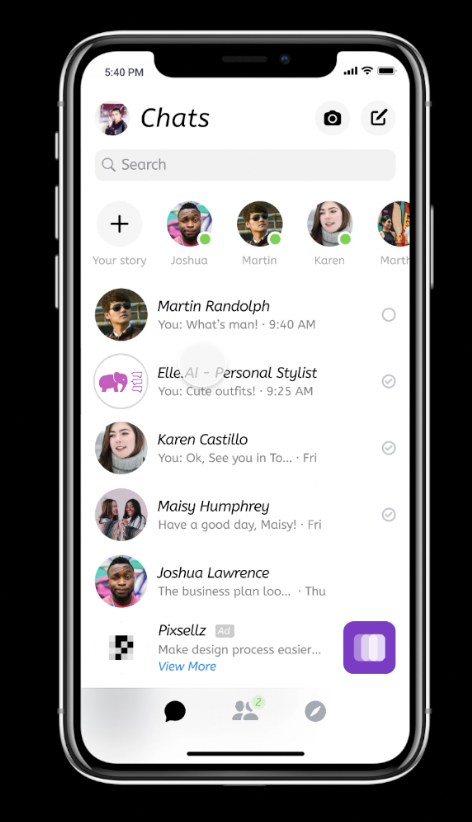 5:40 PM
Chats
Search
Your story
Joshua
Martin
Karen
Marth
Martin Randolph
You: What's man! · 9:40 AM
Elle.AI - Personal Stylist
You: Cute outfits! · 9:25 AM
Karen Castillo
You: Ok, See you in To... · Fri
Maisy Humphrey
Have a good day, Maisy! · Fri
Joshua Lawrence
The business plan loo... · Thu
Pixsellz Ad
Make design process easier...
View More
2